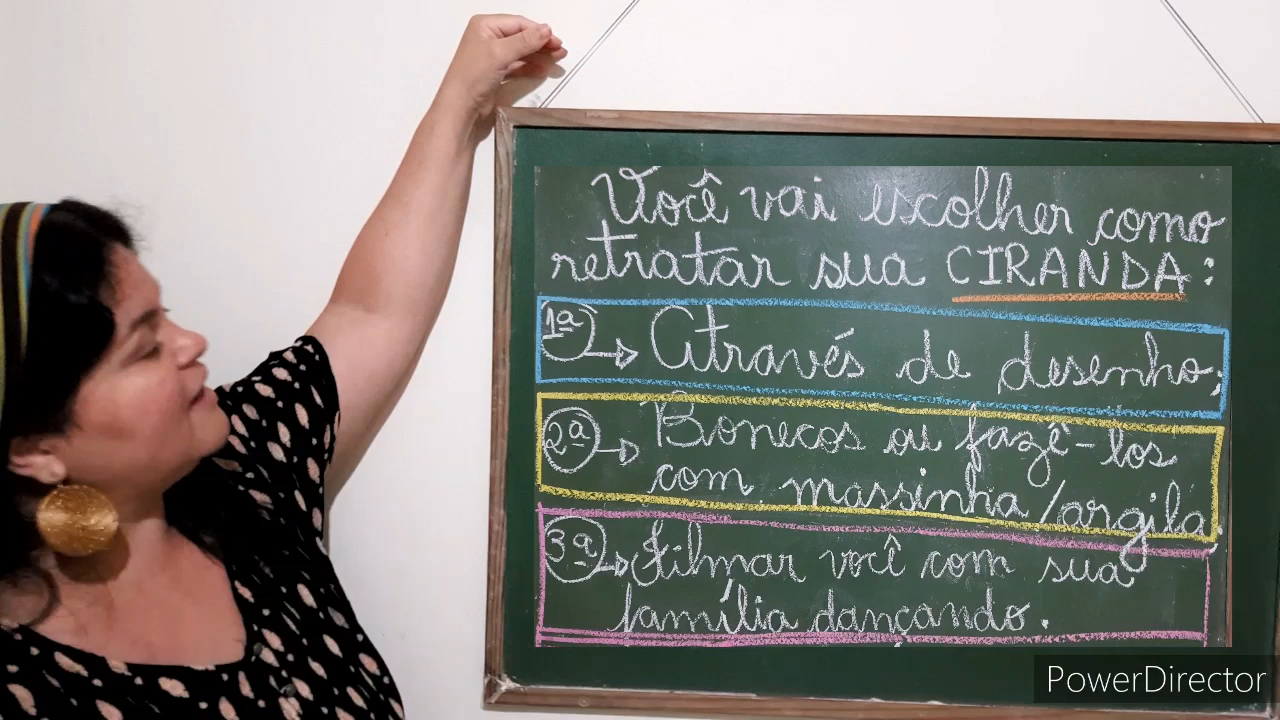 Você vai escolher como
retratar sua CIRANDA:
1ª → Através de desenho;
2ª → Bonecos ou fazê-los
com massinha/argila;
3ª → Filmar você com sua
família dançando.
PowerDirector